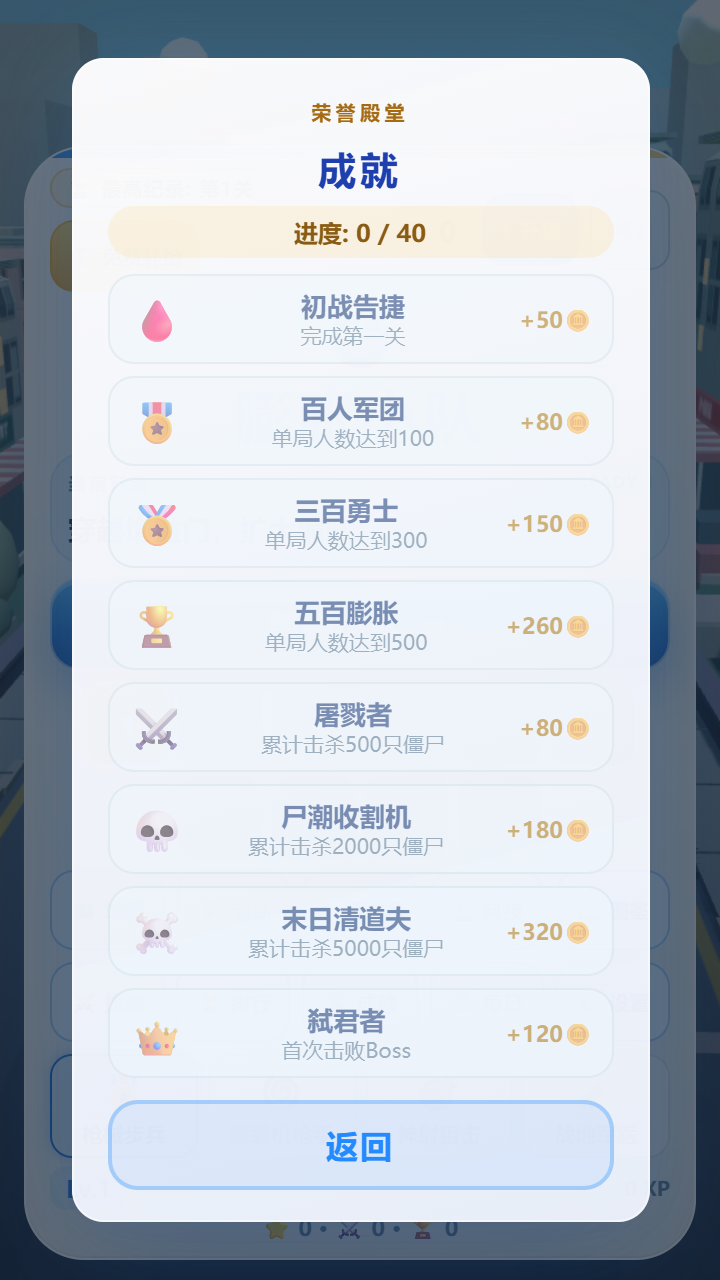 荣誉殿堂
成就
进度: 0 / 40
初战告捷
完成第一关
+50
百人军团
单局人数达到100
+80
三百勇士
单局人数达到300
+150
五百膨胀
单局人数达到500
+260
屠戮者
累计击杀500只僵尸
+80
尸潮收割机
累计击杀2000只僵尸
+180
末日清道夫
累计击杀5000只僵尸
+320
弑君者
首次击败Boss
+120
返回
XP
0 • 0 • 0